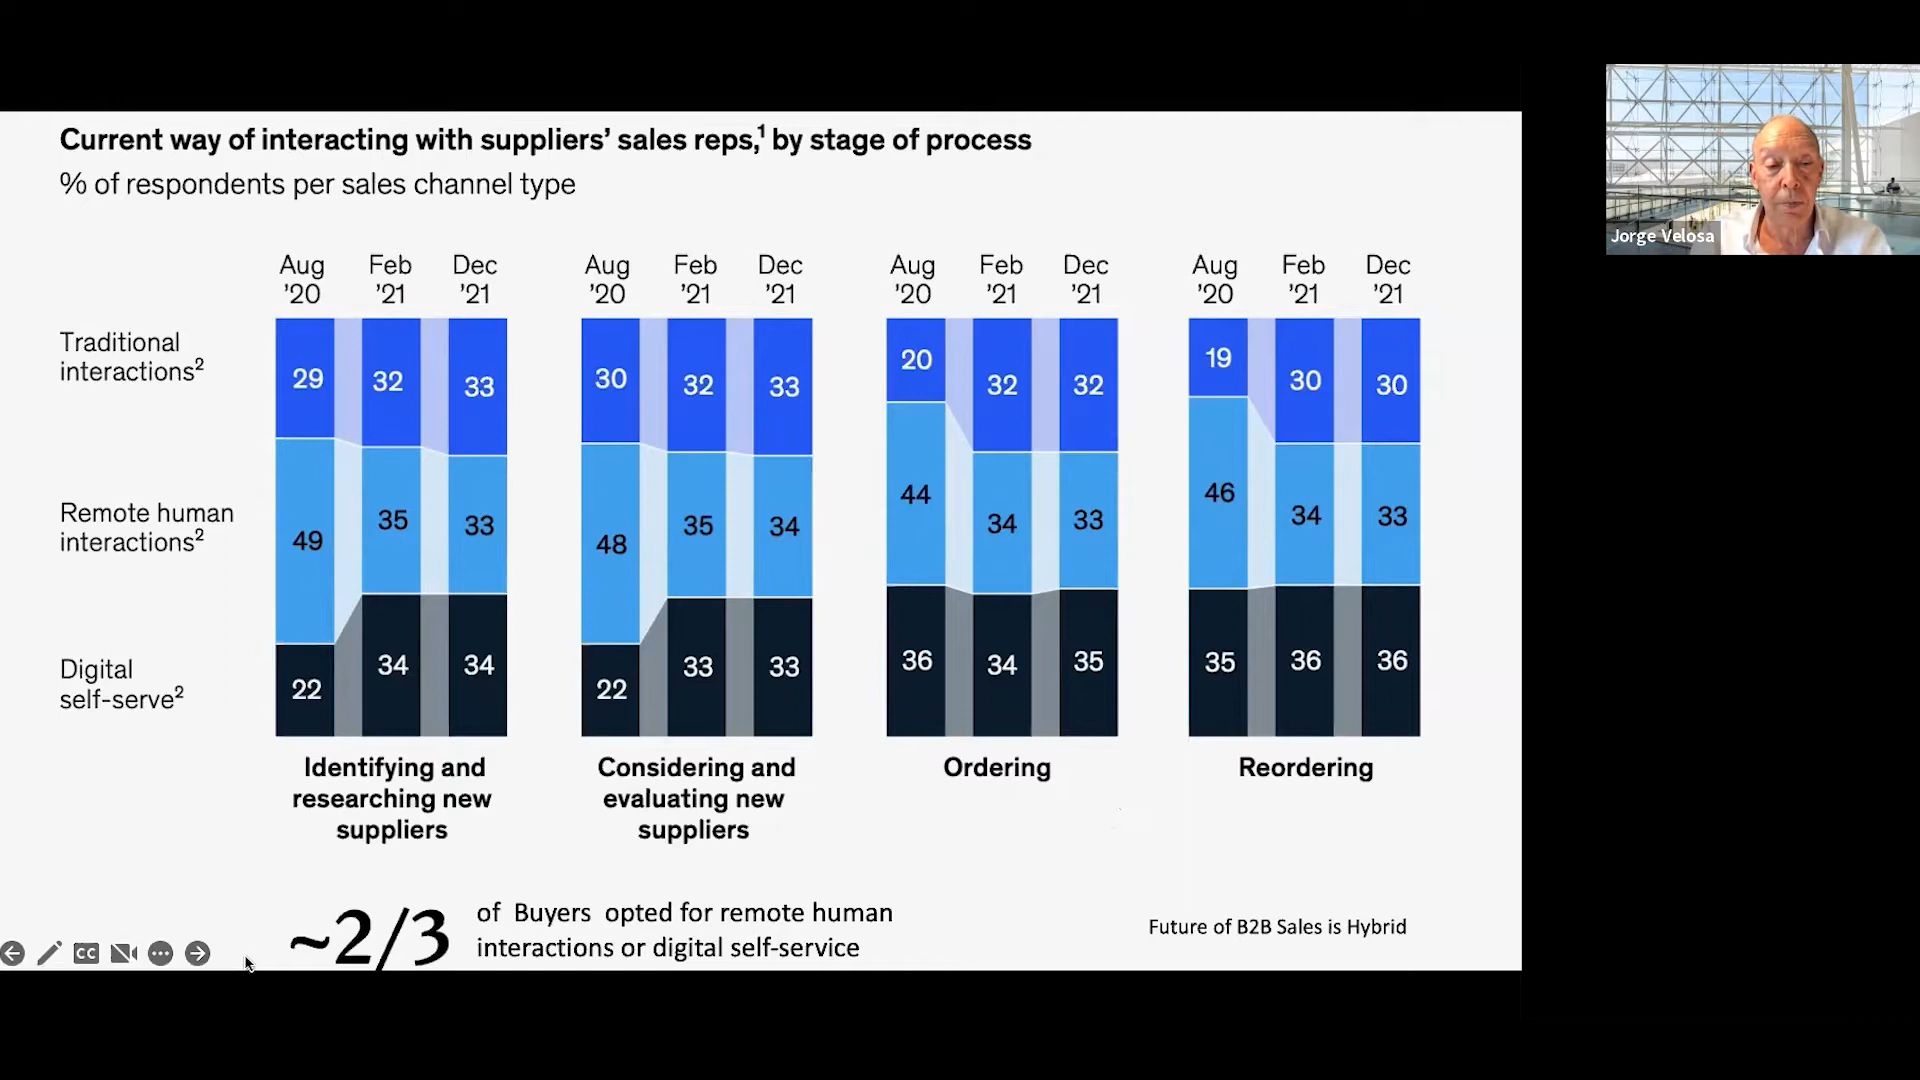 Current way of interacting with suppliers’ sales reps,¹ by stage of process
% of respondents per sales channel type
Aug Feb Dec Aug Feb Dec Aug Feb Dec Aug Feb Dec
’20 ’21 ’21 ’20 ’21 ’21 ’20 ’21 ’21 ’20 ’21 ’21
Traditional
interactions²
29 32 33 30 32 33 20 32 32 19 30 30
Remote human
interactions²
49 35 33 48 35 34 44 34 33 46 34 33
Digital
self-serve²
22 34 34 22 33 33 36 34 35 35 36 36
Identifying and
researching new
suppliers
Considering and
evaluating new
suppliers
Ordering
Reordering
~2/3
of Buyers opted for remote human
interactions or digital self-service
Future of B2B Sales is Hybrid
CC
Jorge Velosa